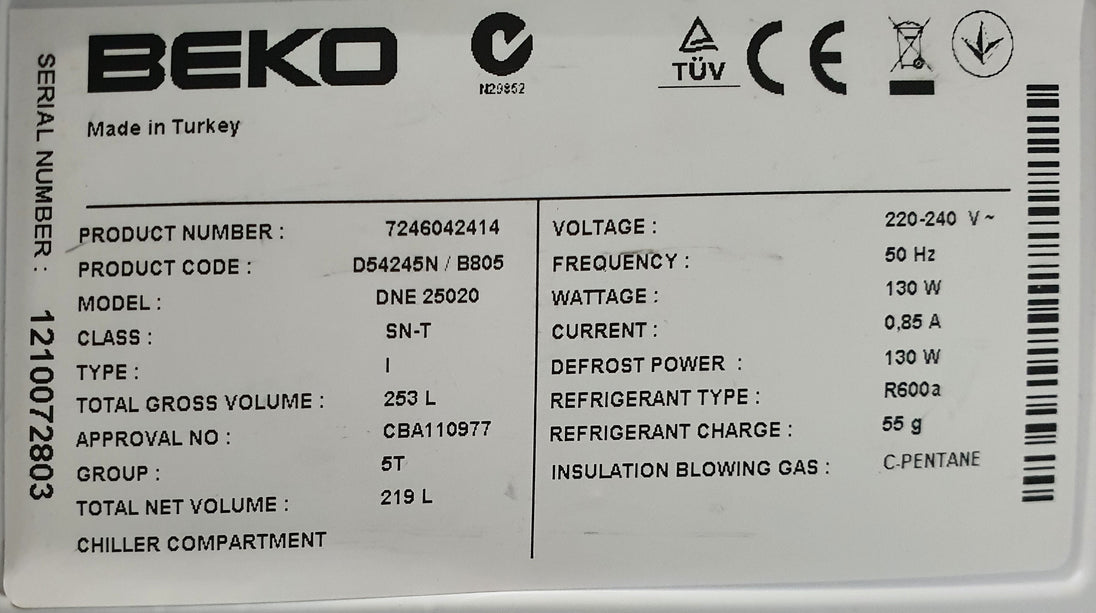 BEKO
N29852
TÜV
CE
Made in Turkey
SERIAL NUMBER : 1210072803
PRODUCT NUMBER : 7246042414
PRODUCT CODE : D54245N / B805
MODEL : DNE 25020
CLASS : SN-T
TYPE : I
TOTAL GROSS VOLUME : 253 L
APPROVAL NO : CBA110977
GROUP : 5T
TOTAL NET VOLUME : 219 L
CHILLER COMPARTMENT
VOLTAGE : 220-240 V ~
FREQUENCY : 50 Hz
WATTAGE : 130 W
CURRENT : 0,85 A
DEFROST POWER : 130 W
REFRIGERANT TYPE : R600a
REFRIGERANT CHARGE : 55 g
INSULATION BLOWING GAS : C-PENTANE